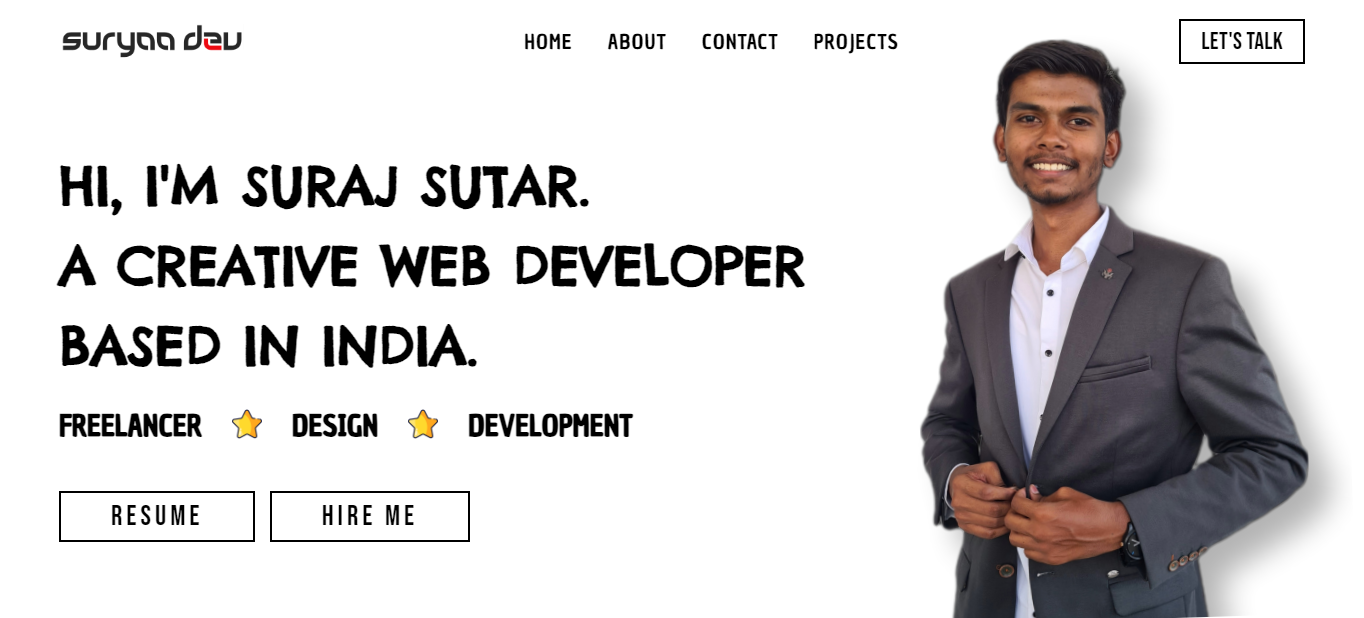 suryaa dev
HOME ABOUT CONTACT PROJECTS
LET'S TALK
HI, I'M SURAJ SUTAR.
A CREATIVE WEB DEVELOPER
BASED IN INDIA.
FREELANCER ⭐ DESIGN ⭐ DEVELOPMENT
RESUME
HIRE ME